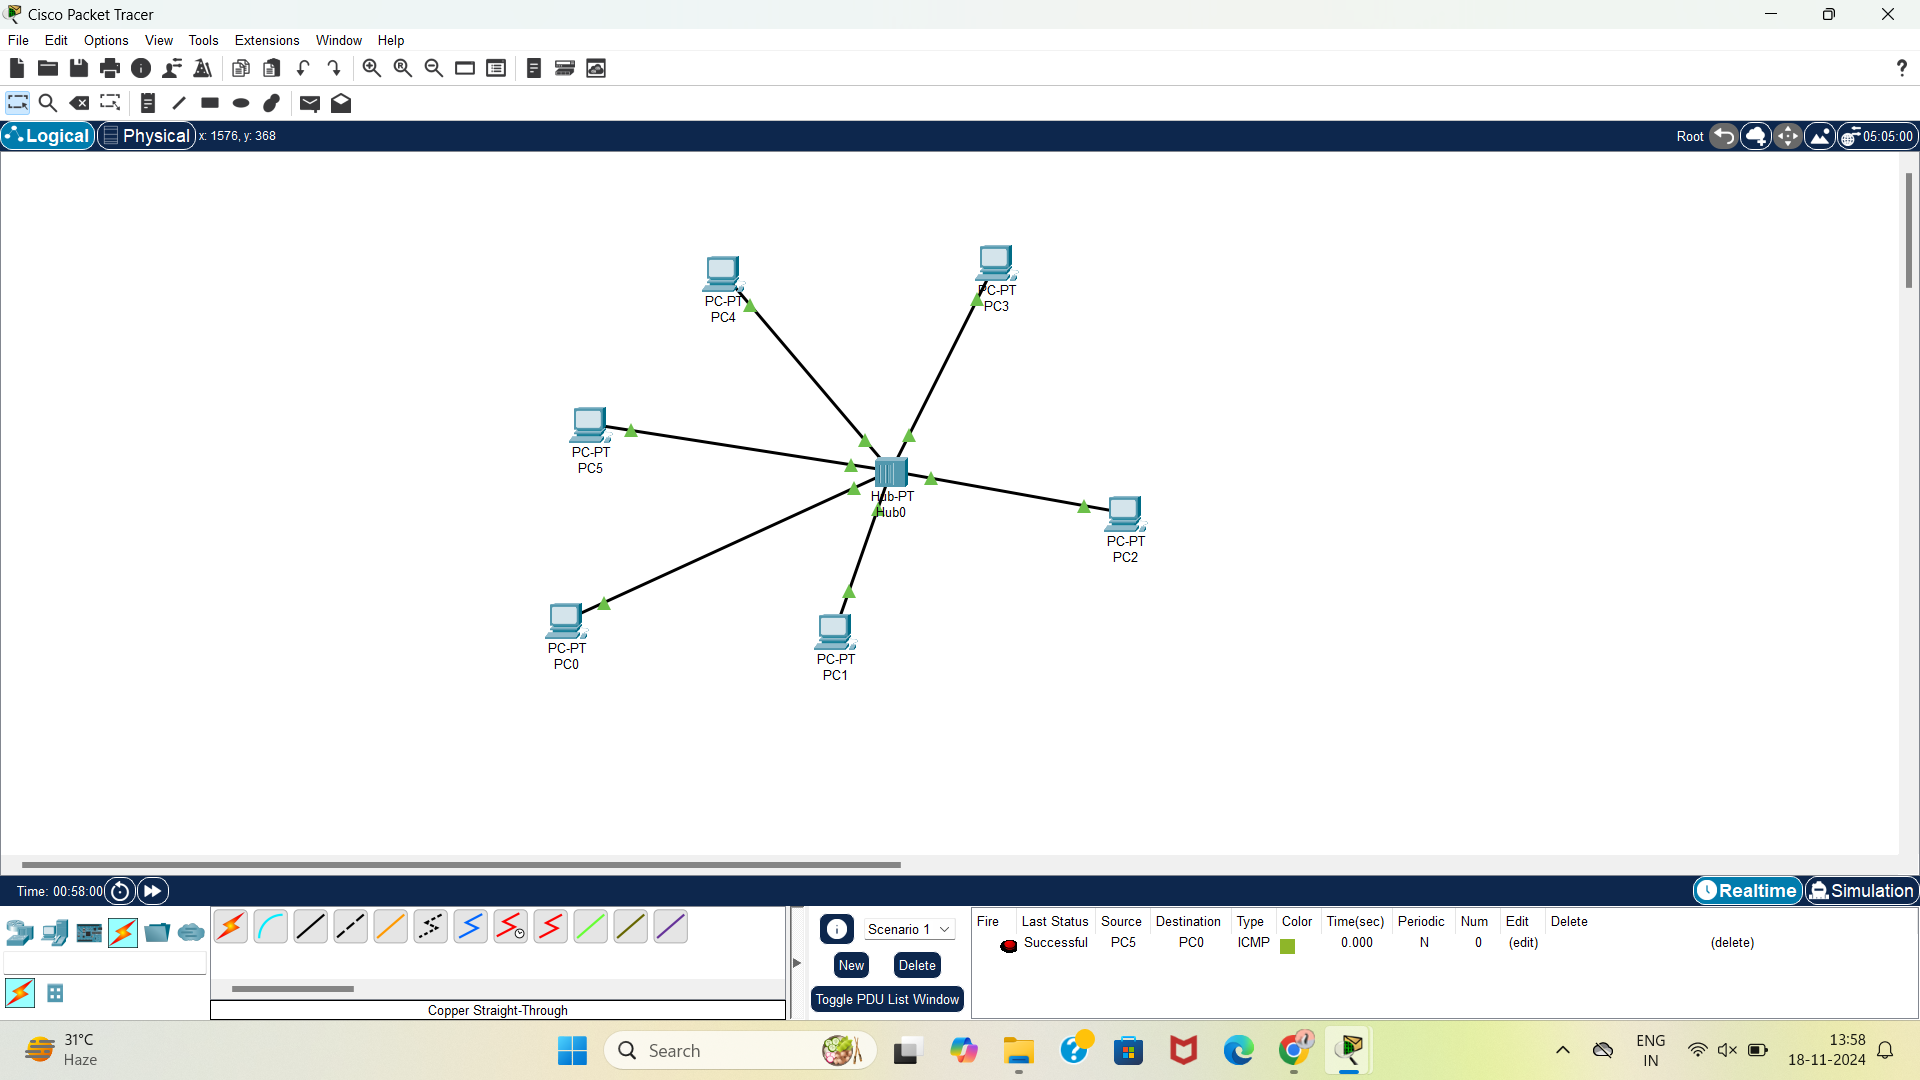 Cisco Packet Tracer
File Edit Options View Tools Extensions Window Help
?
Logical Physical x: 1576, y: 368 Root 05:05:00
PC-PT
PC4
PC-PT
PC3
PC-PT
PC5
Hub-PT
Hub0
PC-PT
PC2
PC-PT
PC0
PC-PT
PC1
Time: 00:58:00 Realtime Simulation
Scenario 1
New Delete
Toggle PDU List Window
Fire Last Status Source Destination Type Color Time(sec) Periodic Num Edit Delete
Successful PC5 PC0 ICMP 0.000 N 0 (edit) (delete)
Copper Straight-Through
31°C
Haze
Search
ENG
IN
13:58
18-11-2024